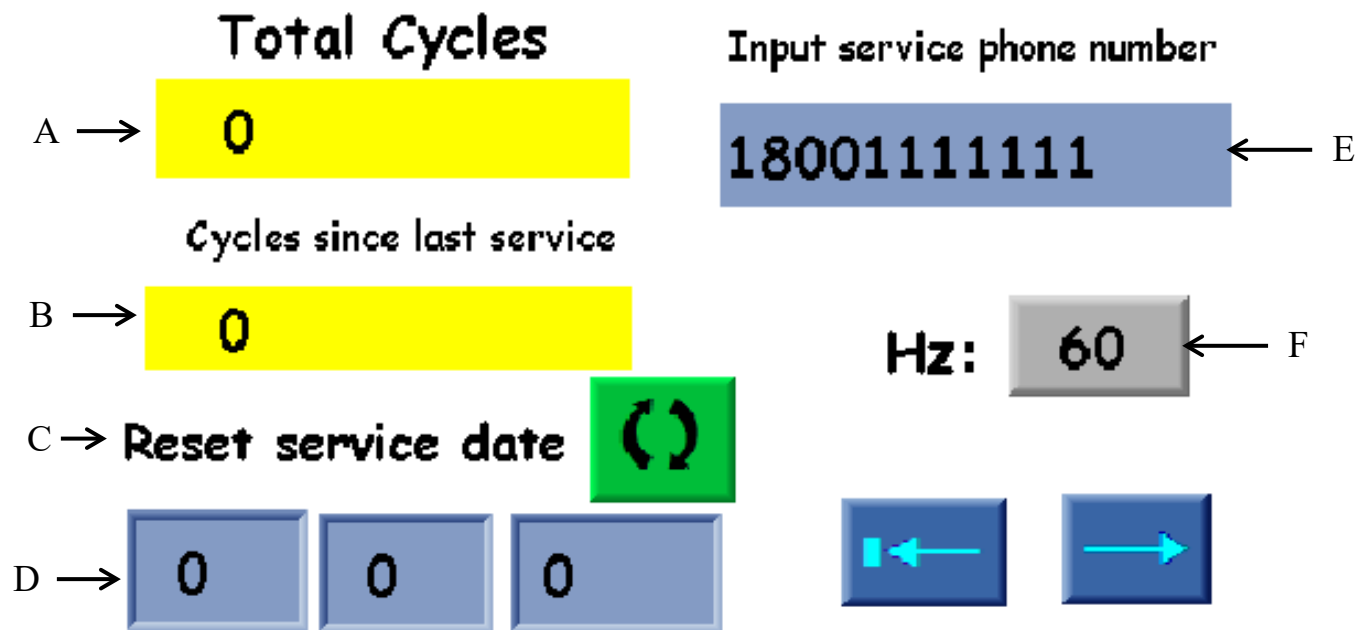 Total Cycles
Input service phone number
A
0
18001111111
E
Cycles since last service
B
0
Hz:
60
F
C
Reset service date
D
0
0
0